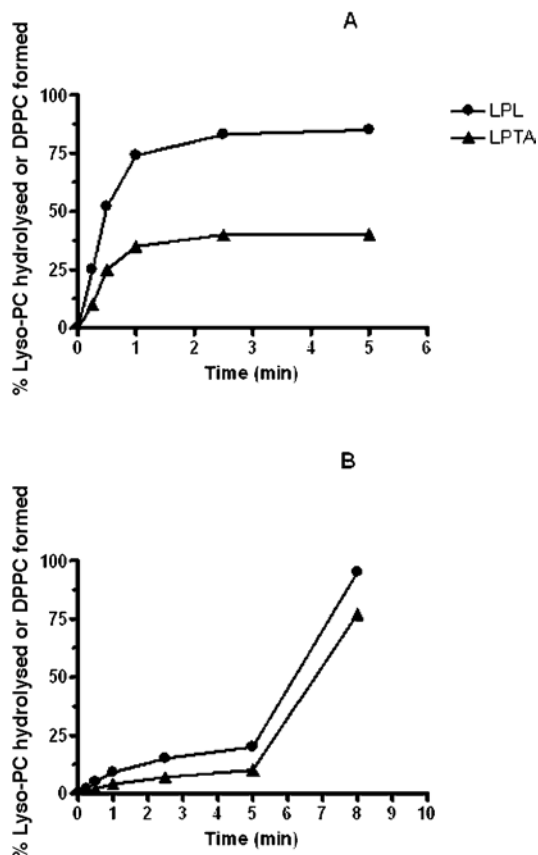 A
% Lyso-PC hydrolysed or DPPC formed
100
75
50
25
0
0 1 2 3 4 5 6
Time (min)
LPL
LPTA
B
% Lyso-PC hydrolysed or DPPC formed
100
75
50
25
0
0 1 2 3 4 5 6 7 8 9 10
Time (min)